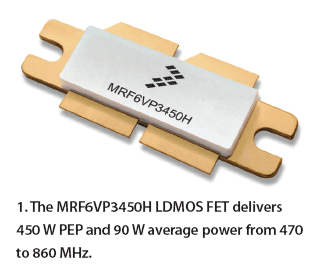 MRF6VP3450H
1. The MRF6VP3450H LDMOS FET delivers
450 W PEP and 90 W average power from 470
to 860 MHz.